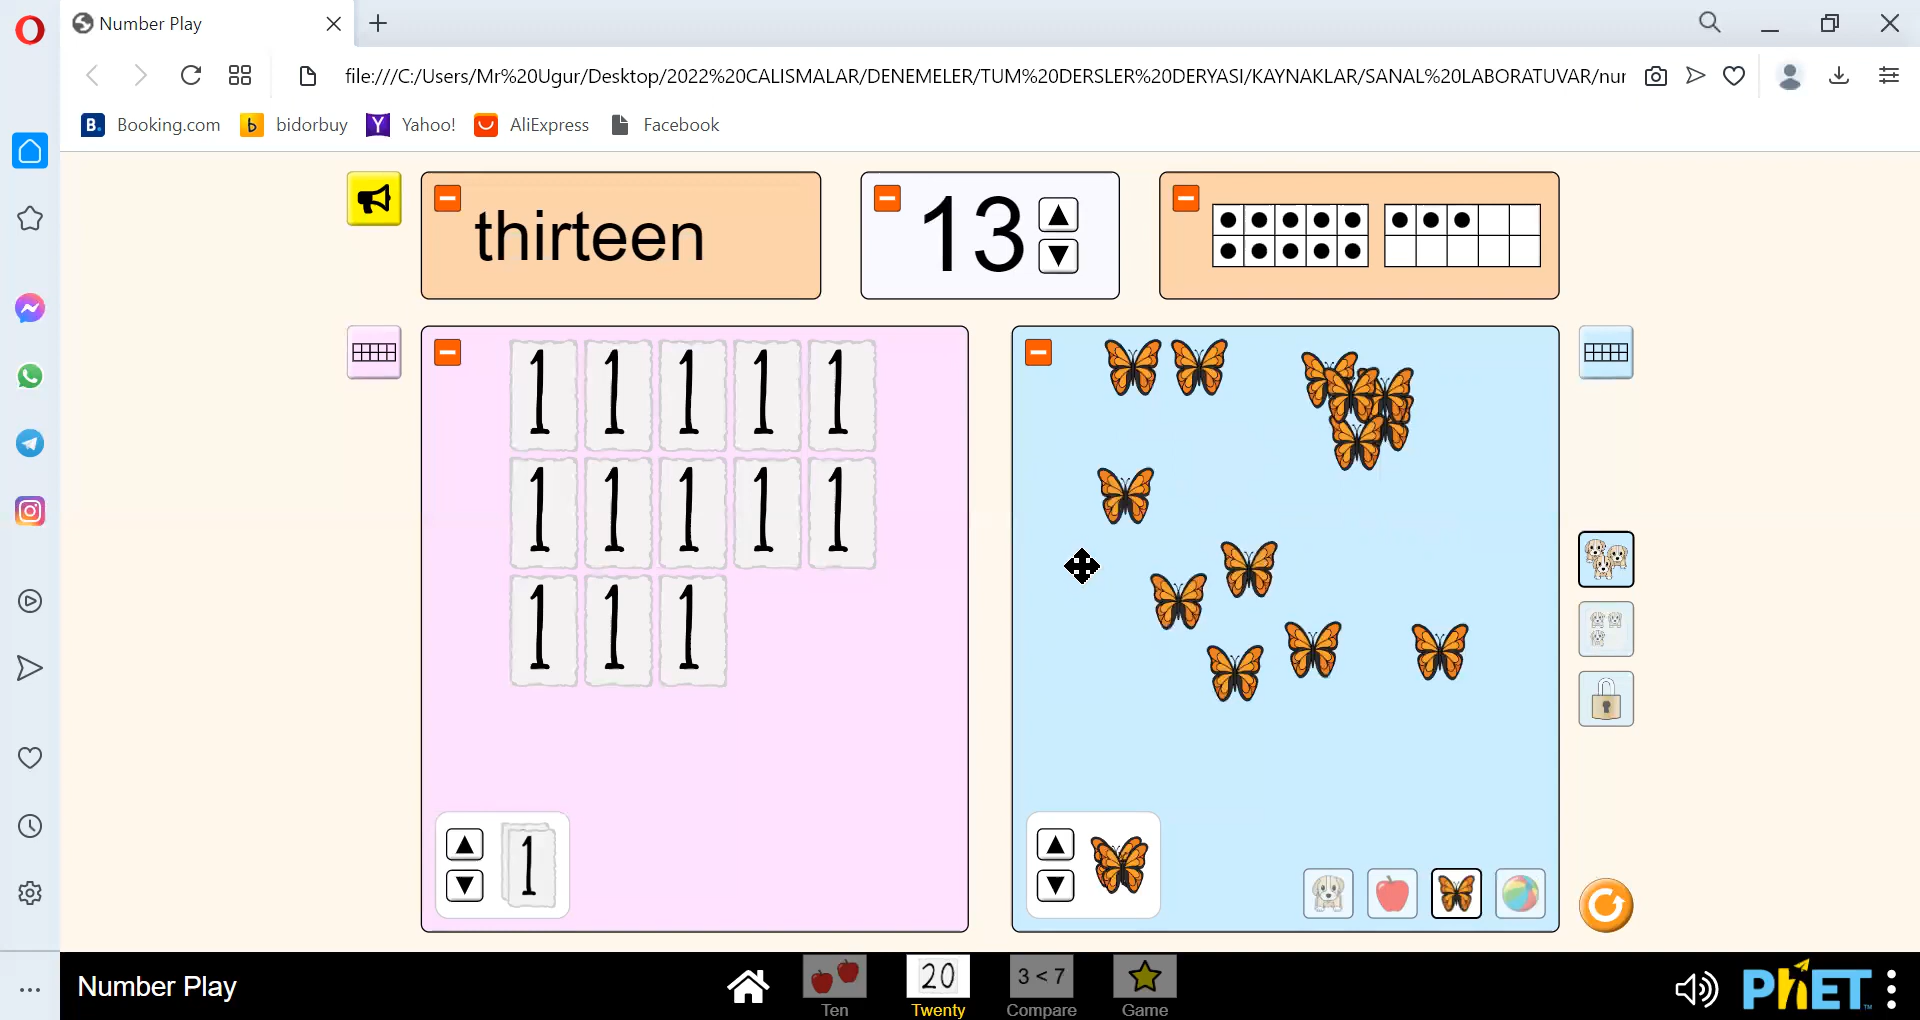 Number Play
file:///C:/Users/Mr%20Ugur/Desktop/2022%20CALISMALAR/DENEMELER/TUM%20DERSLER%20DERYASI/KAYNAKLAR/SANAL%20LABORATUVAR/nur
B. Booking.com b bidorbuy Y Yahoo! AliExpress Facebook
thirteen 13
1 1 1 1 1
1 1 1 1 1
1 1 1
1
Number Play
20 3 < 7
Ten Twenty Compare Game
PhET